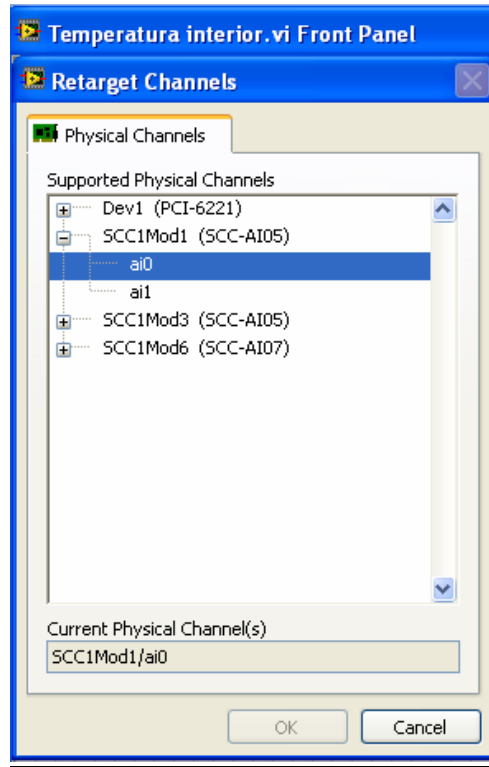 Temperatura interior.vi Front Panel
Retarget Channels
Physical Channels
Supported Physical Channels
Dev1 (PCI-6221)
SCC1Mod1 (SCC-AI05)
ai0
ai1
SCC1Mod3 (SCC-AI05)
SCC1Mod6 (SCC-AI07)
Current Physical Channel(s)
SCC1Mod1/ai0
OK Cancel